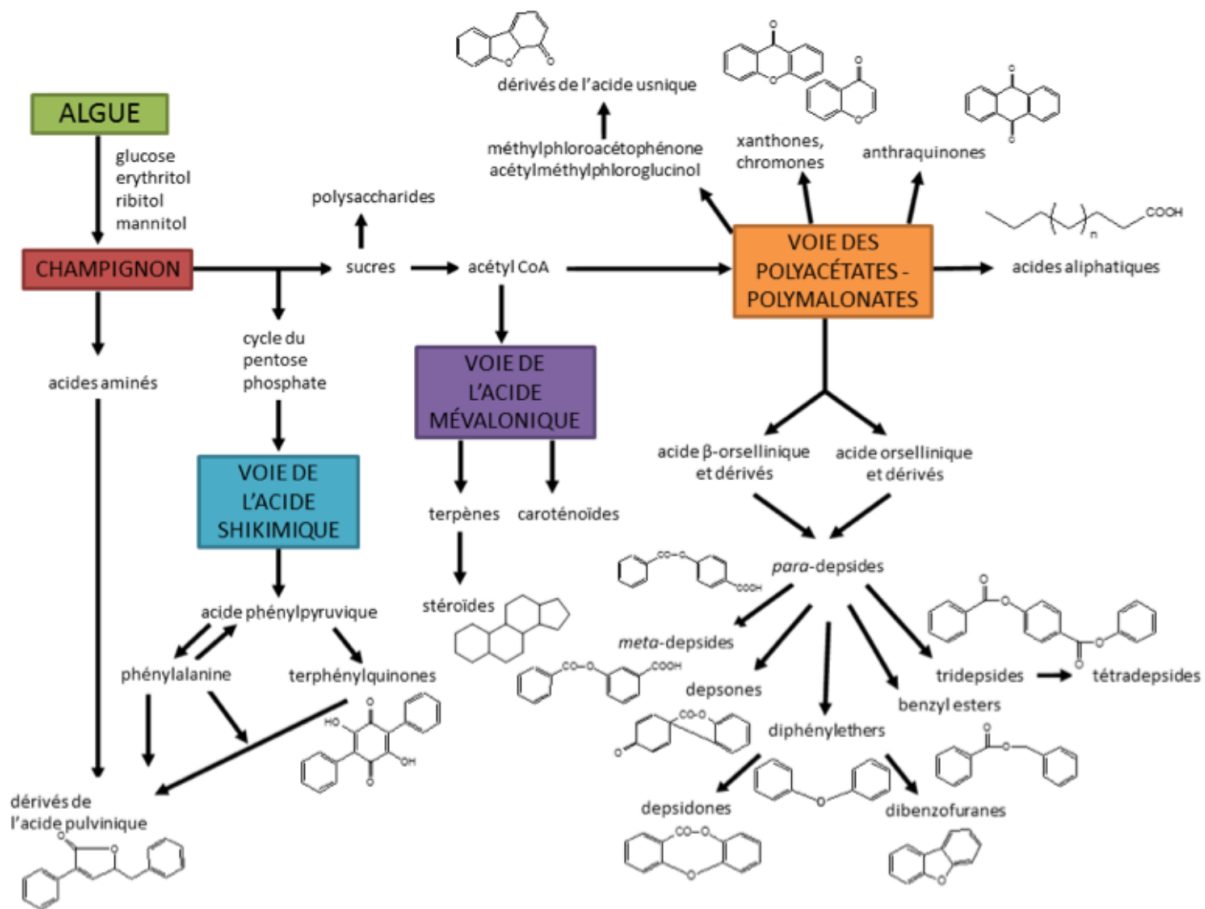 ALGUE
glucose
erythritol
ribitol
mannitol
CHAMPIGNON
polysaccharides
sucres
acétyl CoA
cycle du
pentose
phosphate
acides aminés
VOIE DE
L'ACIDE
SHIKIMIQUE
acide phénylpyruvique
phénylalanine
terphénylquinones
HO
O
O
OH
dérivés de
l'acide pulvinique
O
O
VOIE DE
L'ACIDE
MÉVALONIQUE
terpènes
caroténoïdes
stéroïdes
O
O
dérivés de l'acide usnique
méthylphloroacétophénone
acétylméthylphloroglucinol
O
O
O
O
xanthones,
chromones
O
O
anthraquinones
VOIE DES
POLYACÉTATES -
POLYMALONATES
COOH
n
acides aliphatiques
acide β-orsellinique
et dérivés
acide orsellinique
et dérivés
para-depsides
CO-O
COOH
meta-depsides
CO-O
COOH
depsones
CO-O
O
diphénylethers
O
benzyl esters
O
O
tridepsides
tétradepsides
O
O
O
O
depsidones
CO-O
O
dibenzofuranes
O